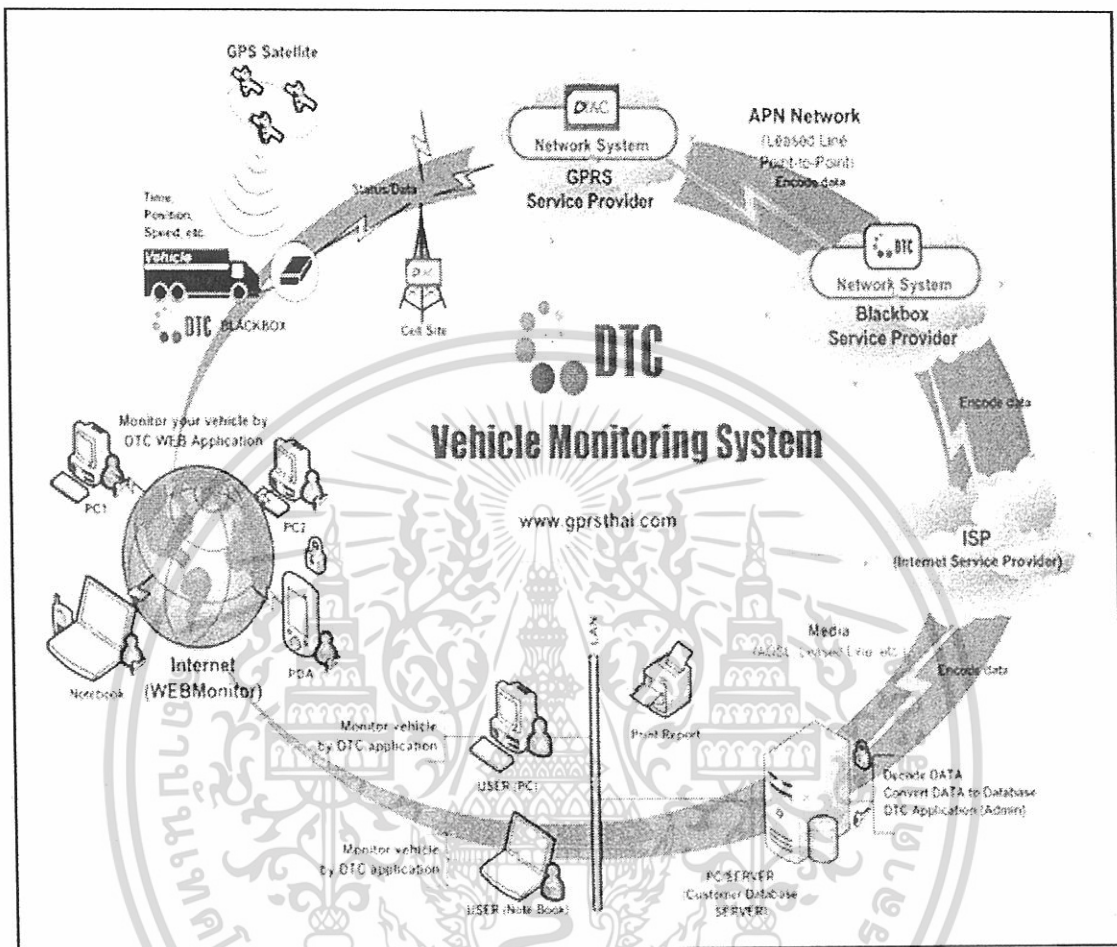 GPS Satellite
DTAC
Network System
GPRS
Service Provider
APN Network
(Leased Line
Point-to-Point)
Encode data
Status/Data
Time,
Position,
Speed, etc.
Vehicle
DTC BLACKBOX
DTAC
Cell Site
DTC
Network System
Blackbox
Service Provider
DTC
Vehicle Monitoring System
www.gprsthai.com
Encode data
ISP
(Internet Service Provider)
Monitor your vehicle by
DTC WEB Application
PC1
PC2
Notebook
PDA
Internet
(WEBMonitor)
LAN
Media
(ADSL, Leased Line, etc.)
Encode data
Print Report
Monitor vehicle
by DTC application
USER (PC)
Decode DATA
Convert DATA to Database
DTC Application (Admin)
Monitor vehicle
by DTC application
USER (Note Book)
PC/SERVER
(Customer Database
SERVER)